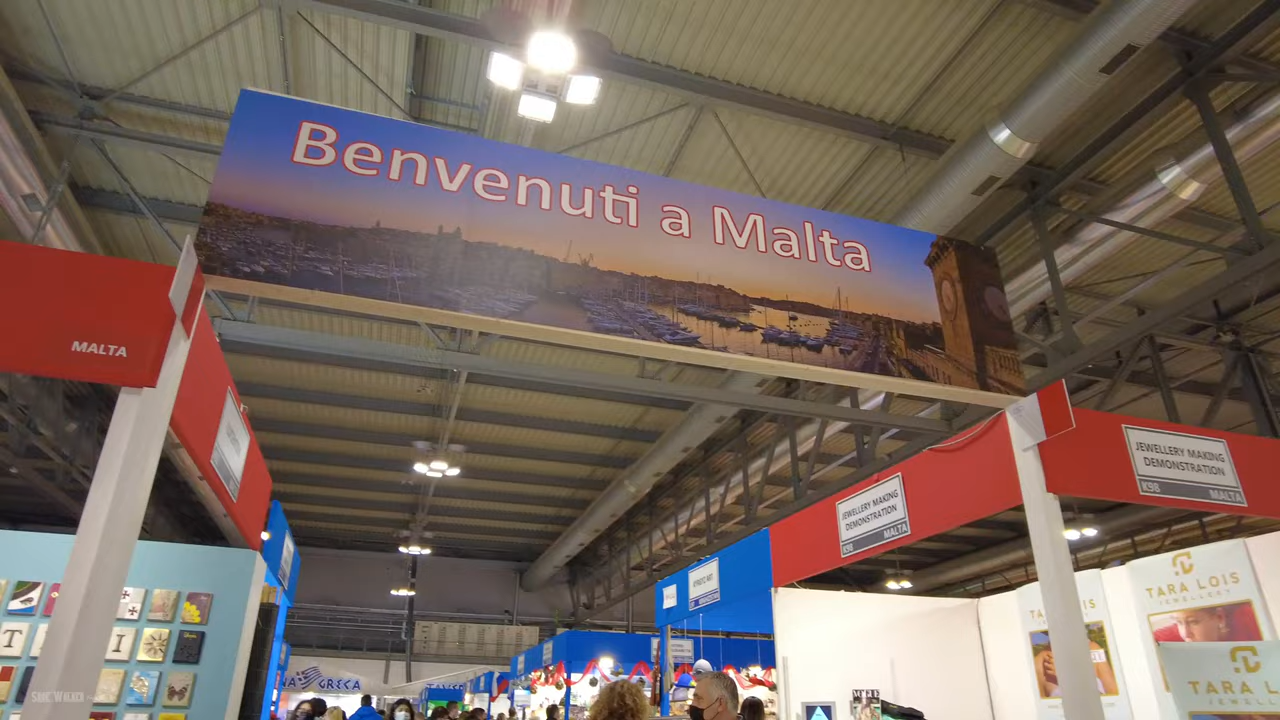 Benvenuti a Malta
MALTA
JEWELLERY MAKING
DEMONSTRATION
K98 MALTA
JEWELLERY MAKING
DEMONSTRATION
K98 MALTA
TARA LOIS
JEWELLERY
TARA LOIS
GRECA
VOGUE
T
I